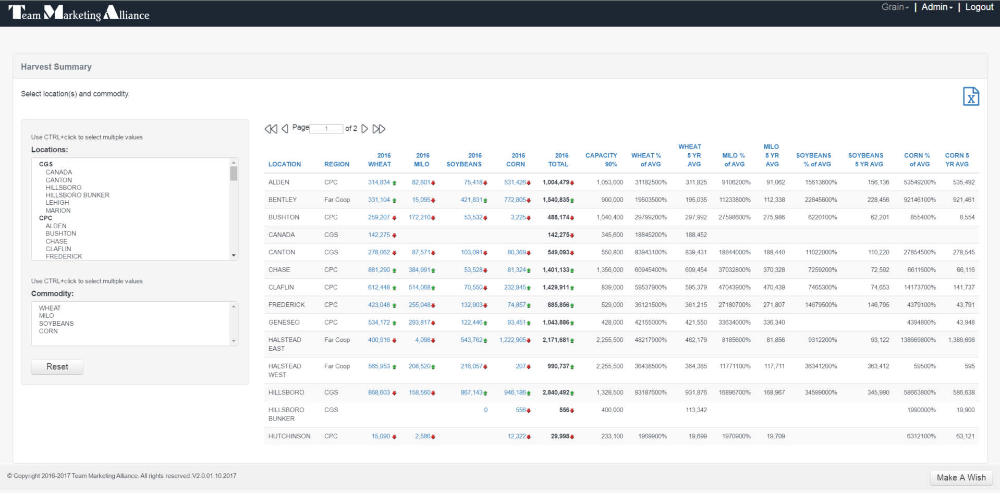 Team Marketing Alliance
Grain | Admin | Logout
Harvest Summary
Select location(s) and commodity.
X
Use CTRL+click to select multiple values
Locations:
CGS
CANADA
CANTON
HILLSBORO
HILLSBORO BUNKER
LEHIGH
MARION
CPC
ALDEN
BUSHTON
CHASE
CLAFLIN
FREDERICK
Use CTRL+click to select multiple values
Commodity:
WHEAT
MILO
SOYBEANS
CORN
Reset
Page 1 of 2
LOCATION REGION 2016 WHEAT 2016 MILO 2016 SOYBEANS 2016 CORN 2016 TOTAL CAPACITY 90% WHEAT % of AVG WHEAT 5 YR AVG MILO % of AVG MILO 5 YR AVG SOYBEANS % of AVG SOYBEANS 5 YR AVG CORN % of AVG CORN 5 YR AVG
ALDEN CPC 314,834 82,801 75,418 531,426 1,004,479 1,053,000 31182500% 311,825 9106200% 91,062 15613600% 156,136 53549200% 535,492
BENTLEY Far Coop 331,104 15,095 421,831 772,805 1,540,835 900,000 19503500% 195,035 11233800% 112,338 22845600% 228,456 92146100% 921,461
BUSHTON CPC 259,207 172,210 53,532 3,225 488,174 1,040,400 29799200% 297,992 27598600% 275,986 6220100% 62,201 855400% 8,554
CANADA CGS 142,275 142,275 345,600 18845200% 188,452
CANTON CGS 278,062 87,571 103,091 80,369 549,093 550,800 83943100% 839,431 18844000% 188,440 11022000% 110,220 27854500% 278,545
CHASE CPC 881,290 384,991 53,528 81,324 1,401,133 1,356,000 60945400% 609,454 37032800% 370,328 7259200% 72,592 6611600% 66,116
CLAFLIN CPC 612,448 514,068 70,550 232,845 1,429,911 839,000 59537900% 595,379 47043900% 470,439 7465300% 74,653 14173700% 141,737
FREDERICK CPC 423,048 255,048 132,903 74,857 885,856 529,000 36121500% 361,215 27180700% 271,807 14679500% 146,795 4379100% 43,791
GENESEO CPC 534,172 293,817 122,446 93,451 1,043,886 428,000 42155000% 421,550 33634000% 336,340 4394800% 43,948
HALSTEAD EAST Far Coop 400,916 4,098 543,762 1,222,905 2,171,681 2,255,500 48217900% 482,179 8185600% 81,856 9312200% 93,122 138669800% 1,386,698
HALSTEAD WEST Far Coop 565,953 208,520 216,057 207 990,737 2,255,500 36438500% 364,385 11771100% 117,711 36341200% 363,412 59500% 595
HILLSBORO CGS 868,603 158,560 867,143 946,186 2,840,492 1,328,500 93187600% 931,876 16896700% 168,967 34599000% 345,990 58663800% 586,638
HILLSBORO BUNKER CGS 0 556 556 400,000 113,342 1990000% 19,900
HUTCHINSON CPC 15,090 2,586 12,322 29,998 233,100 1969900% 19,699 1970900% 19,709 6312100% 63,121
© Copyright 2016-2017 Team Marketing Alliance. All rights reserved. V2.0.01.10.2017
Make A Wish